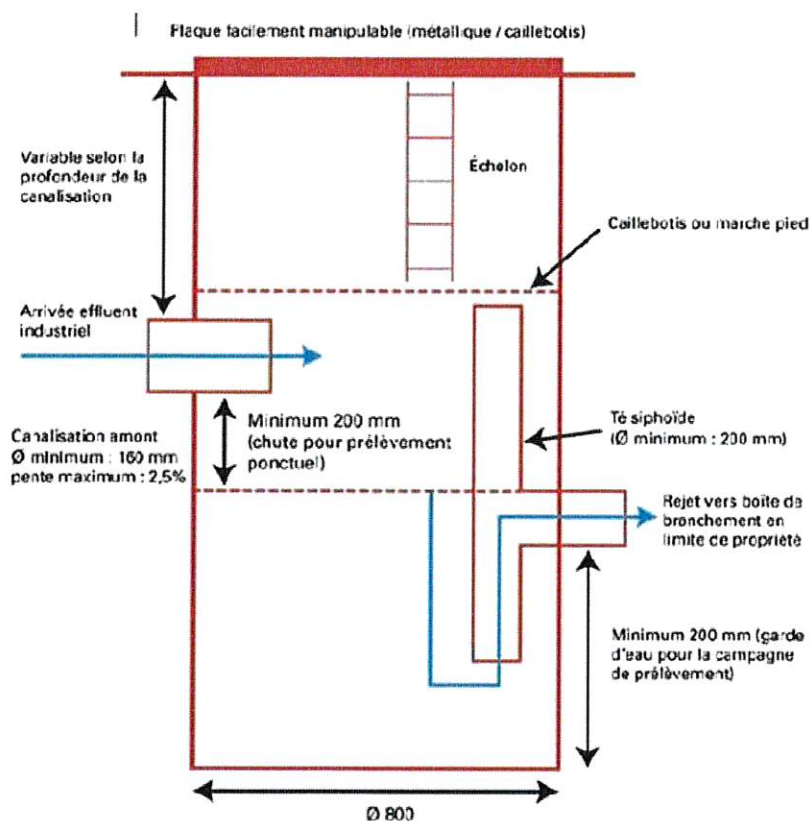 Plaque facilement manipulable (métallique / caillebotis)
Variable selon la
profondeur de la
canalisation
Échelon
Caillebotis ou marche pied
Arrivée effluent
industriel
Minimum 200 mm
(chute pour prélèvement
ponctuel)
Té siphoïde
(Ø minimum : 200 mm)
Canalisation amont
Ø minimum : 160 mm
pente maximum : 2,5%
Rejet vers boîte de
branchement en
limite de propriété
Minimum 200 mm (garde
d'eau pour la campagne
de prélèvement)
Ø 800